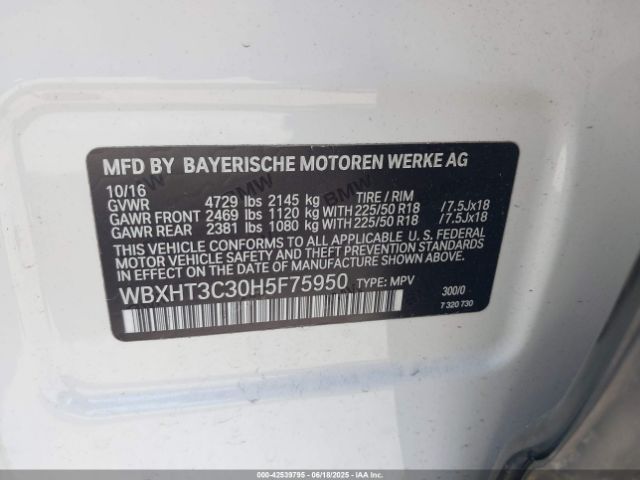 MFD BY BAYERISCHE MOTOREN WERKE AG
10/16
GVWR 4729 lbs 2145 kg TIRE / RIM
GAWR FRONT 2469 lbs 1120 kg WITH 225/50 R18 /7.5Jx18
GAWR REAR 2381 lbs 1080 kg WITH 225/50 R18 /7.5Jx18
THIS VEHICLE CONFORMS TO ALL APPLICABLE U.S. FEDERAL
MOTOR VEHICLE SAFETY AND THEFT PREVENTION STANDARDS
IN EFFECT ON THE DATE OF MANUFACTURE SHOWN ABOVE.
WBXHT3C30H5F75950 TYPE: MPV 300/0
7 320 730
000-42539795 - 06/18/2025 - IAAI.COM